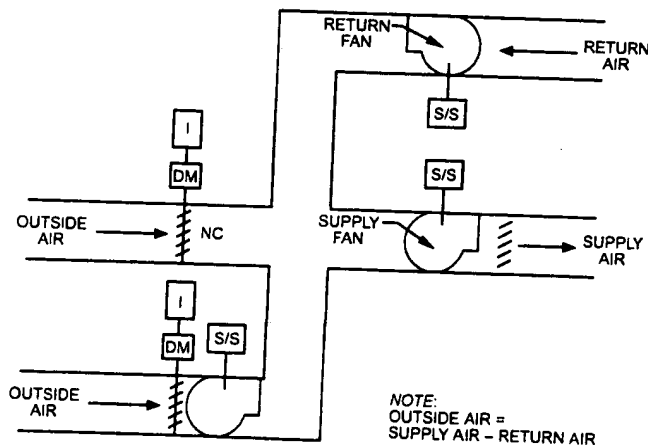 RETURN
FAN
RETURN
AIR
S/S
I
S/S
DM
OUTSIDE
AIR
NC
SUPPLY
FAN
SUPPLY
AIR
I
DM
S/S
OUTSIDE
AIR
NOTE:
OUTSIDE AIR =
SUPPLY AIR – RETURN AIR